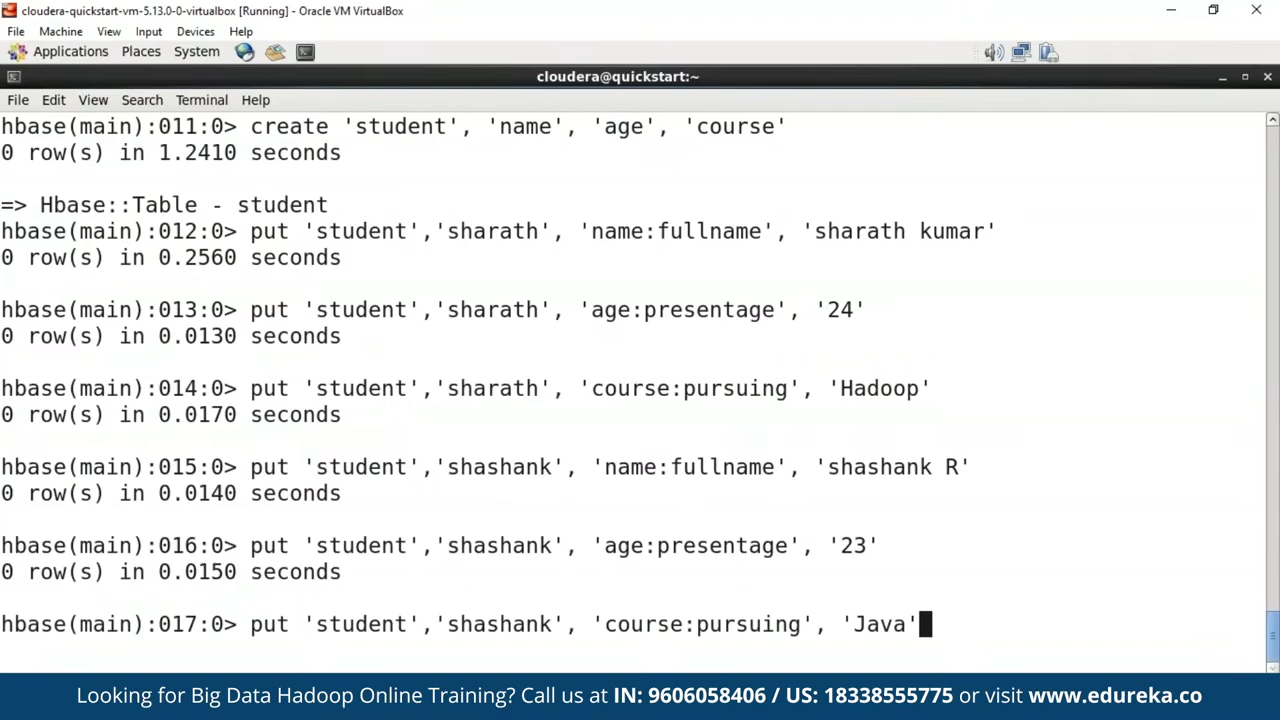 cloudera-quickstart-vm-5.13.0-0-virtualbox [Running] - Oracle VM VirtualBox
File Machine View Input Devices Help
Applications Places System
cloudera@quickstart:~
File Edit View Search Terminal Help
hbase(main):011:0> create 'student', 'name', 'age', 'course'
0 row(s) in 1.2410 seconds
=> Hbase::Table - student
hbase(main):012:0> put 'student','sharath', 'name:fullname', 'sharath kumar'
0 row(s) in 0.2560 seconds
hbase(main):013:0> put 'student','sharath', 'age:presentage', '24'
0 row(s) in 0.0130 seconds
hbase(main):014:0> put 'student','sharath', 'course:pursuing', 'Hadoop'
0 row(s) in 0.0170 seconds
hbase(main):015:0> put 'student','shashank', 'name:fullname', 'shashank R'
0 row(s) in 0.0140 seconds
hbase(main):016:0> put 'student','shashank', 'age:presentage', '23'
0 row(s) in 0.0150 seconds
hbase(main):017:0> put 'student','shashank', 'course:pursuing', 'Java'
Looking for Big Data Hadoop Online Training? Call us at IN: 9606058406 / US: 18338555775 or visit www.edureka.co